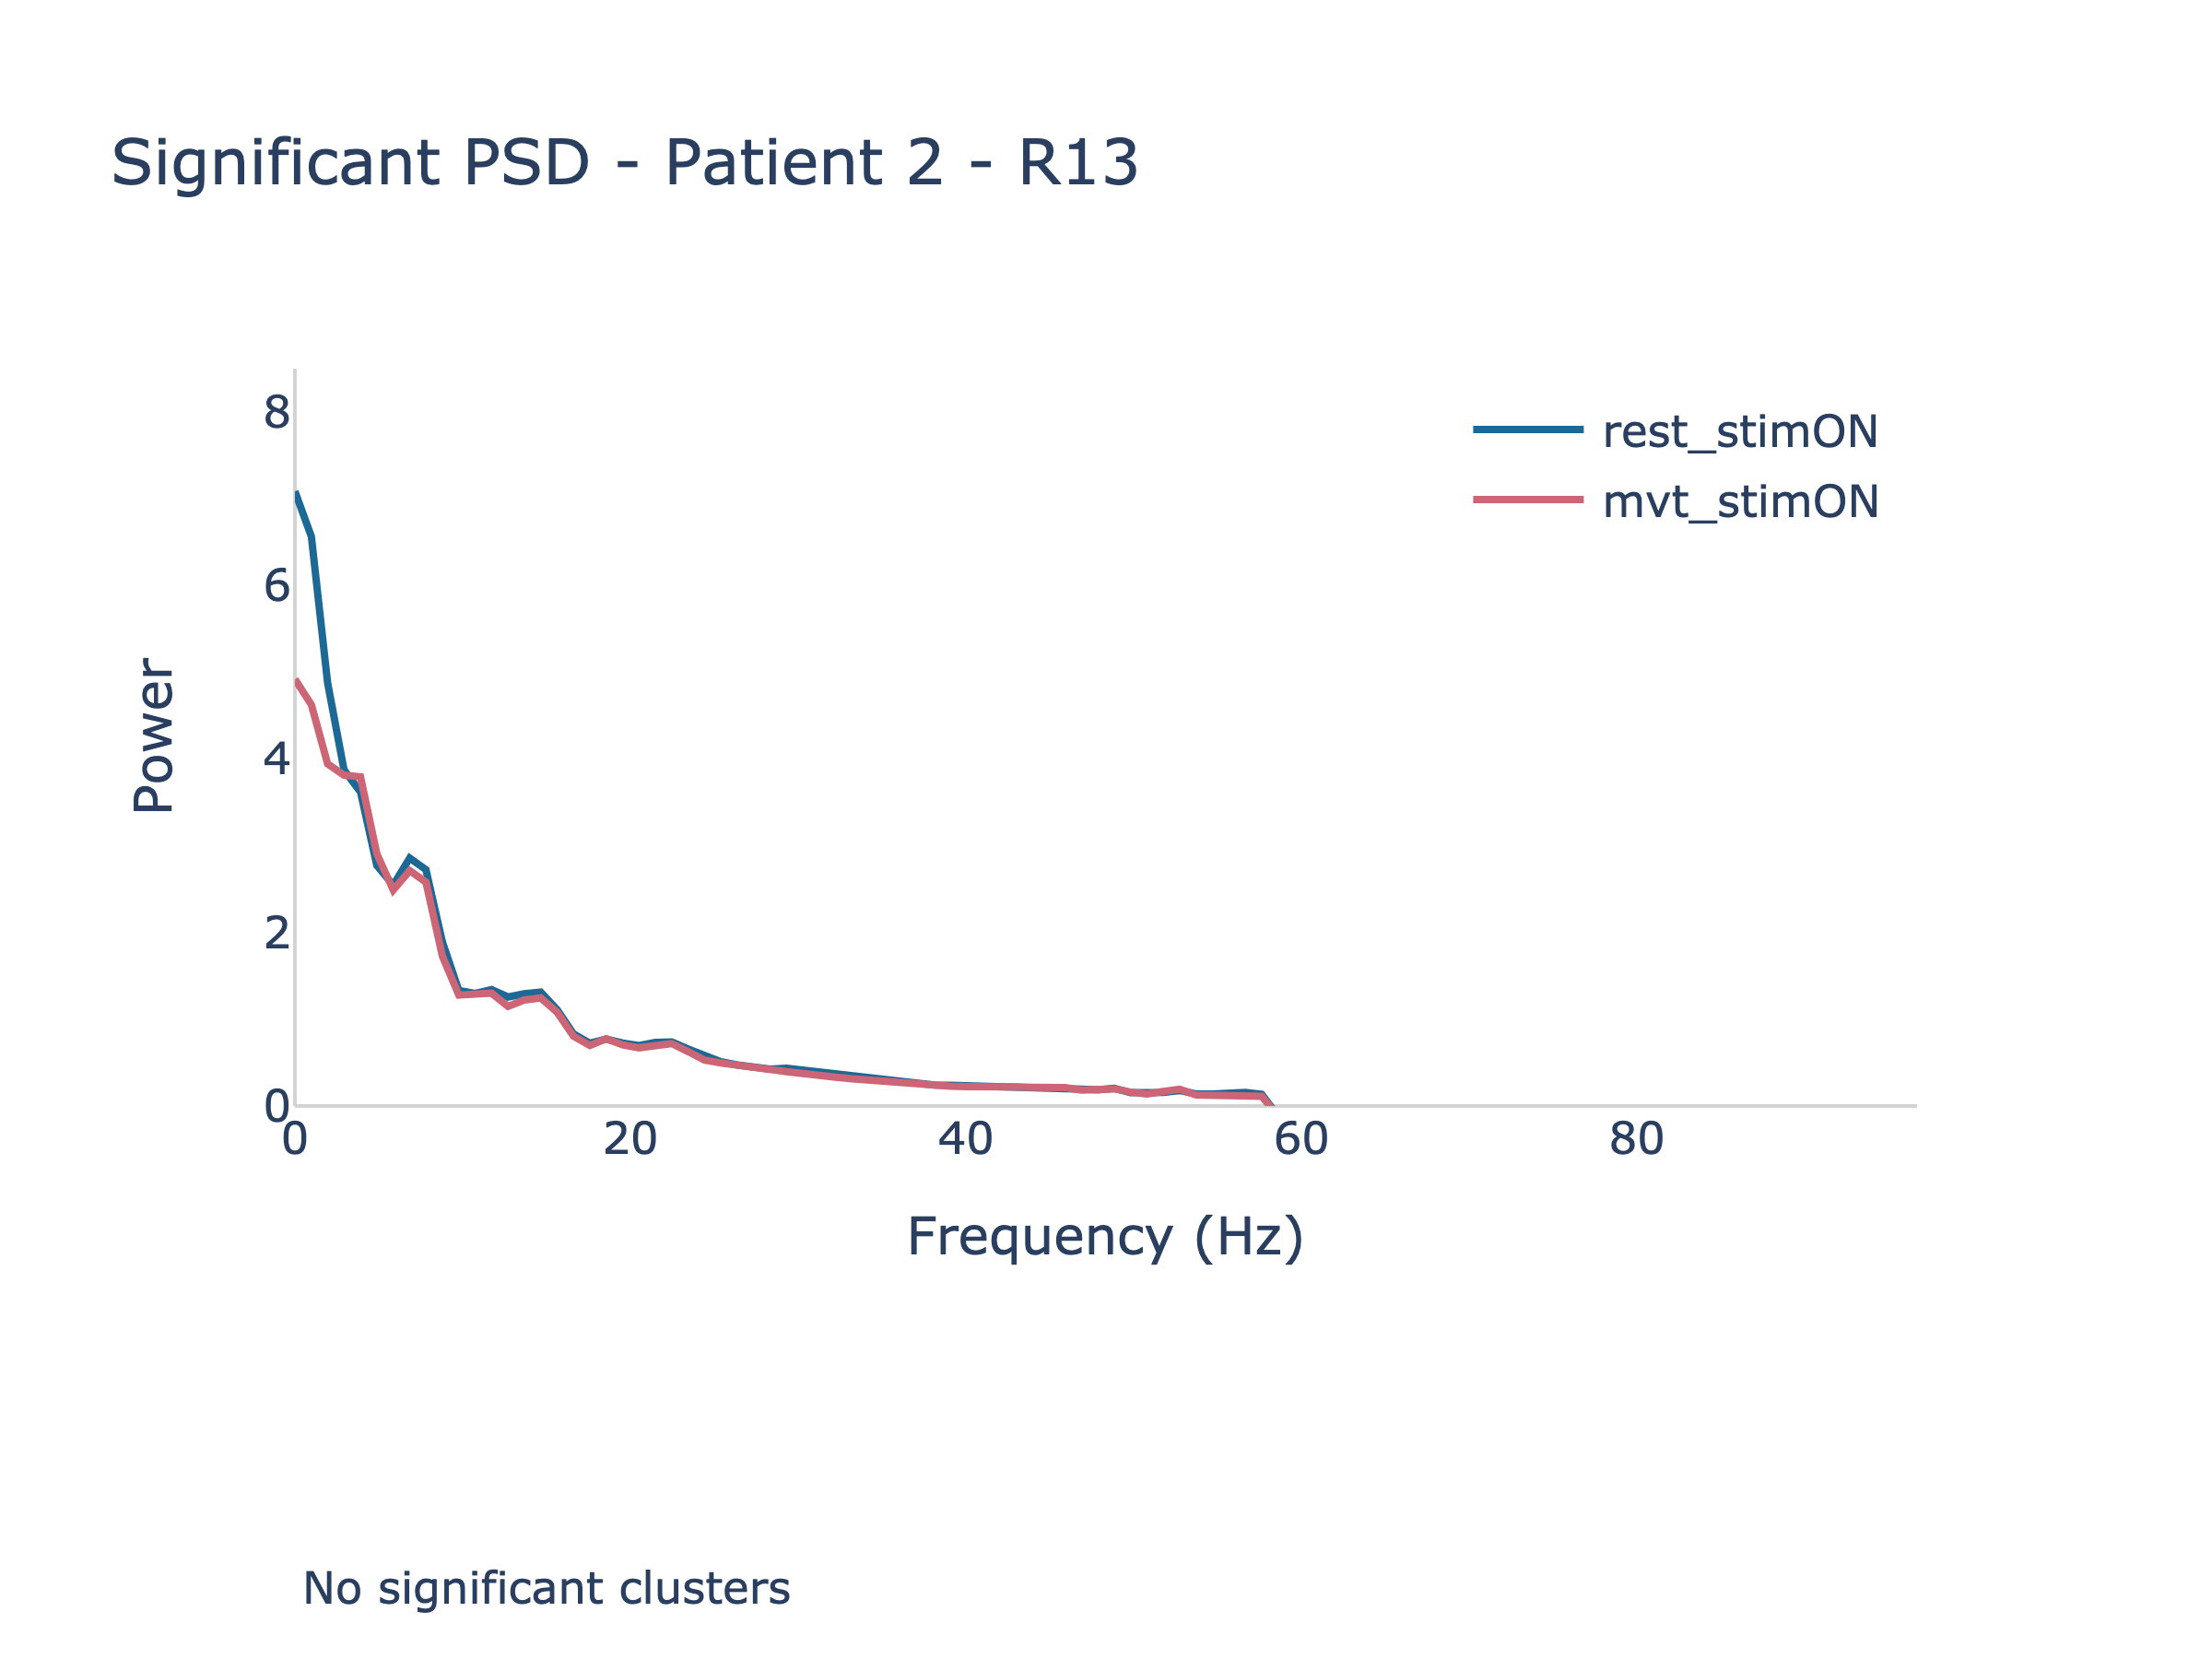 Significant PSD - Patient 2 - R13
8
6
4
2
0
Power
rest_stimON
mvt_stimON
0 20 40 60 80
Frequency (Hz)
No significant clusters